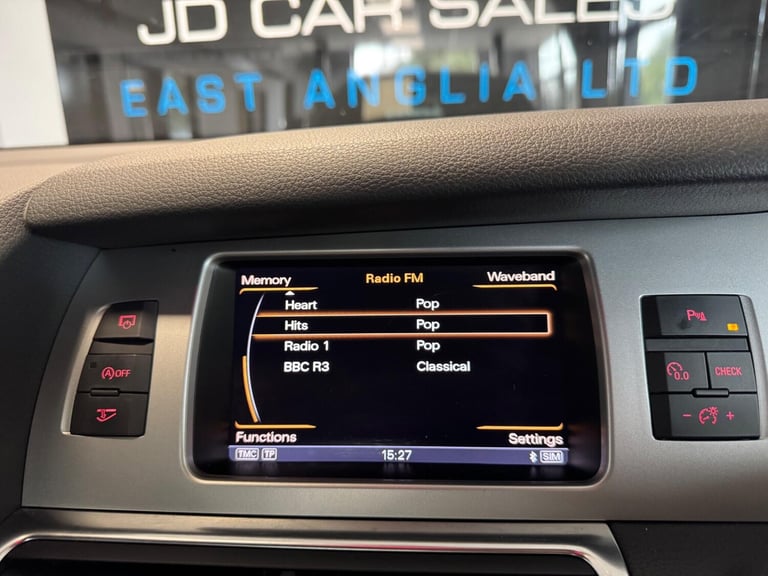 JD CAR SALES
EAST ANGLIA LTD
Memory Radio FM Waveband
Heart Pop
Hits Pop
Radio 1 Pop
BBC R3 Classical
Functions Settings
TMC TP 15:27 SIM
A OFF
P
0.0 CHECK
- +